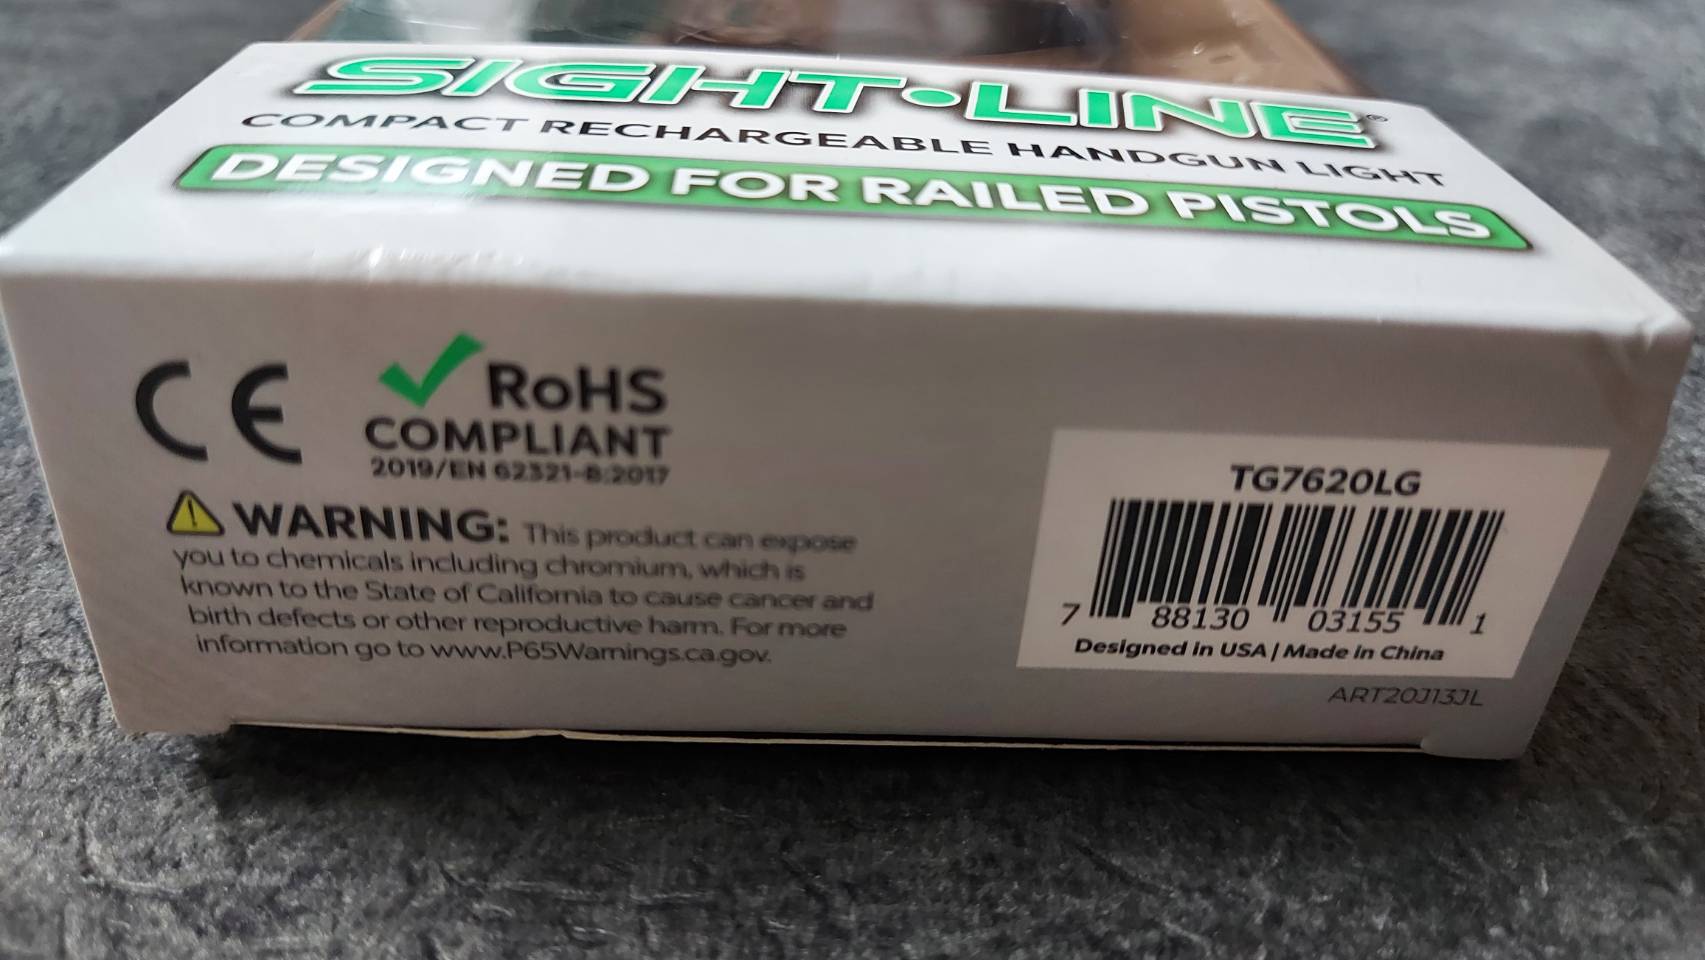 SIGHT•LINE®
COMPACT RECHARGEABLE HANDGUN LIGHT
DESIGNED FOR RAILED PISTOLS
CE
RoHS
COMPLIANT
2019/EN 62321-8:2017
WARNING: This product can expose
you to chemicals including chromium, which is
known to the State of California to cause cancer and
birth defects or other reproductive harm. For more
information go to www.P65Warnings.ca.gov.
TG7620LG
7 88130 03155 1
Designed in USA | Made in China
ART20J13JL